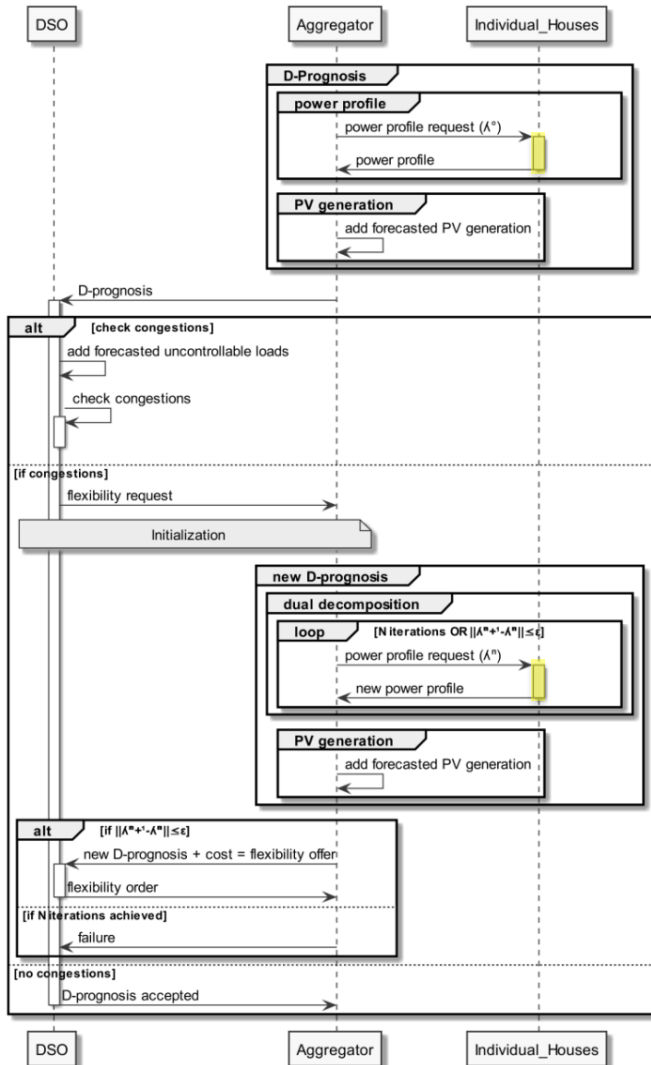 DSO
Aggregator
Individual_Houses
D-Prognosis
power profile
power profile request (λ°)
power profile
PV generation
add forecasted PV generation
D-prognosis
alt [check congestions]
add forecasted uncontrollable loads
check congestions
[if congestions]
flexibility request
Initialization
new D-prognosis
dual decomposition
loop [N iterations OR ||λⁿ+¹-λⁿ||≤ε]
power profile request (λⁿ)
new power profile
PV generation
add forecasted PV generation
alt [if ||λⁿ+¹-λⁿ||≤ε]
new D-prognosis + cost = flexibility offer
flexibility order
[if N iterations achieved]
failure
[no congestions]
D-prognosis accepted
DSO
Aggregator
Individual_Houses